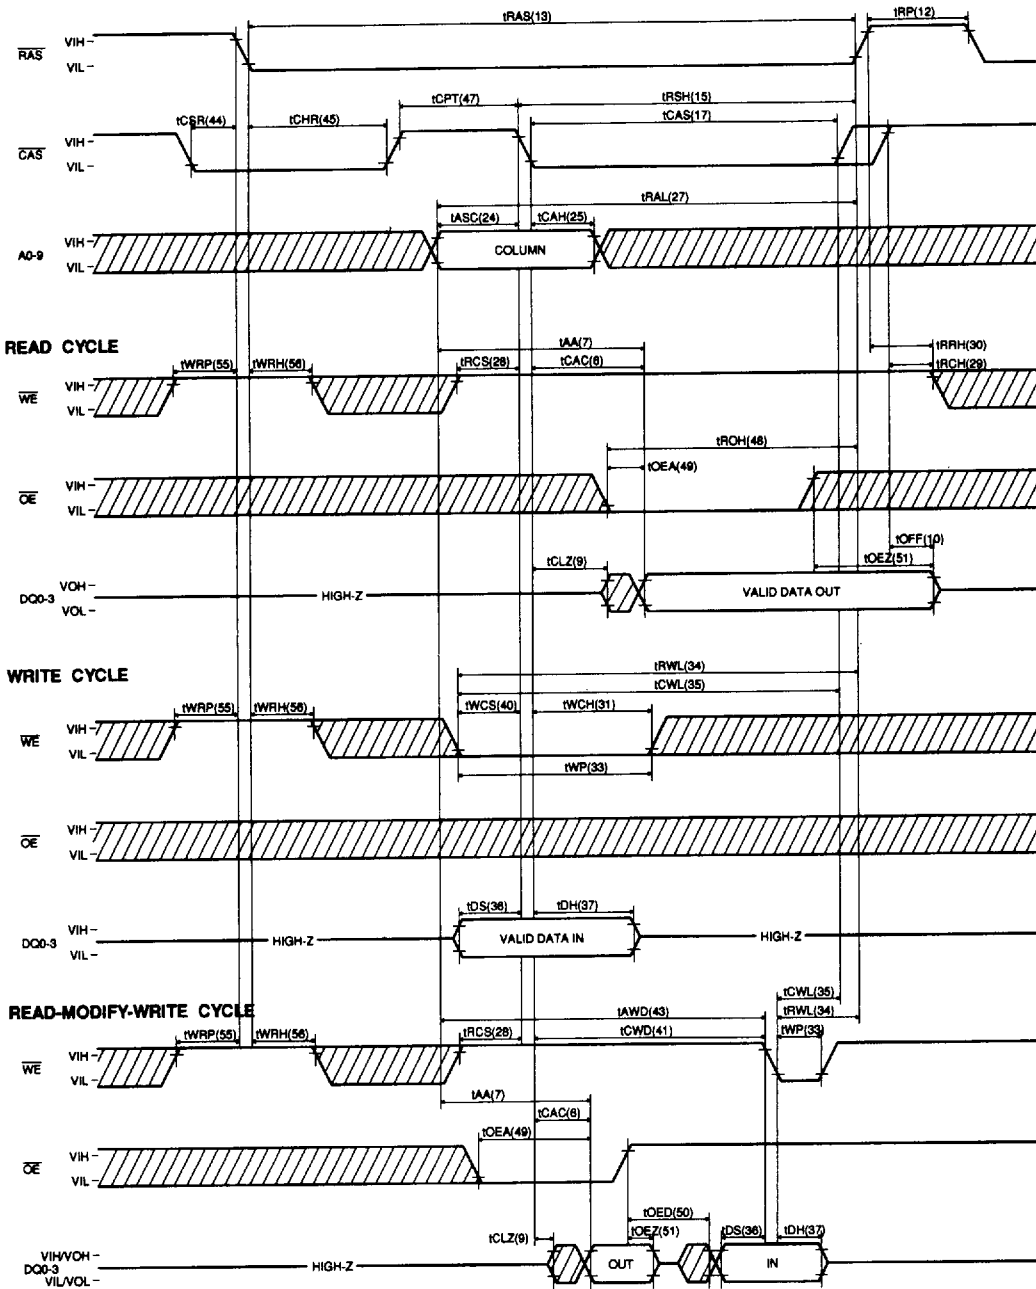 tRAS(13) tRP(12)
RAS VIH VIL
tCSR(44) tCHR(45) tCPT(47) tRSH(15)
tCAS(17)
CAS VIH VIL
tRAL(27)
tASC(24) tCAH(25)
A0-9 VIH VIL COLUMN
READ CYCLE
tAA(7) tRRH(30)
tWRP(55) tWRH(56) tRCS(28) tCAC(6) tRCH(29)
WE VIH VIL
tROH(48)
tOEA(49)
OE VIH VIL
tOFF(10)
tCLZ(9) tOEZ(51)
DQ0-3 VOH VOL HIGH-Z VALID DATA OUT
WRITE CYCLE
tRWL(34)
tCWL(35)
tWRP(55) tWRH(56) tWCS(40) tWCH(31)
WE VIH VIL
tWP(33)
OE VIH VIL
tDS(36) tDH(37)
DQ0-3 VIH VIL HIGH-Z VALID DATA IN HIGH-Z
READ-MODIFY-WRITE CYCLE
tCWL(35)
tAWD(43) tRWL(34)
tWRP(55) tWRH(56) tRCS(28) tCWD(41) tWP(33)
WE VIH VIL
tAA(7)
tCAC(6)
tOEA(49)
OE VIH VIL
tOED(50)
tCLZ(9) tOEZ(51) tDS(36) tDH(37)
DQ0-3 VIH/VOH VIL/VOL HIGH-Z OUT IN